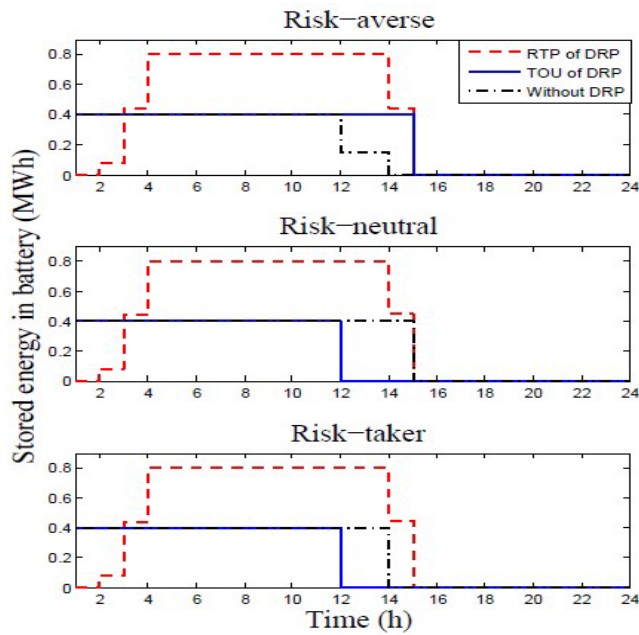 Risk-averse
Stored energy in battery (MWh)
0.8
0.6
0.4
0.2
0
RTP of DRP
TOU of DRP
Without DRP
2 4 6 8 10 12 14 16 18 20 22 24
Risk-neutral
0.8
0.6
0.4
0.2
0
2 4 6 8 10 12 14 16 18 20 22 24
Risk-taker
0.8
0.6
0.4
0.2
0
2 4 6 8 10 12 14 16 18 20 22 24
Time (h)